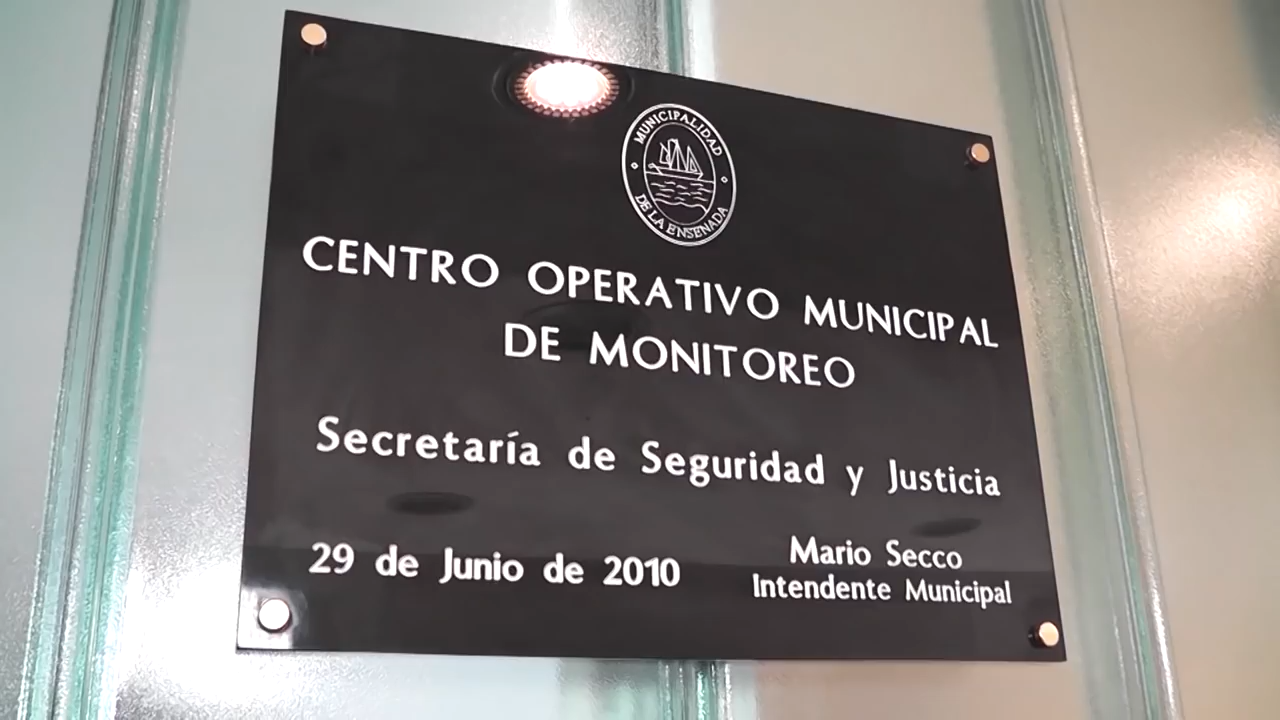 MUNICIPALIDAD
DE LA ENSENADA
CENTRO OPERATIVO MUNICIPAL
DE MONITOREO
Secretaría de Seguridad y Justicia
29 de Junio de 2010
Mario Secco
Intendente Municipal